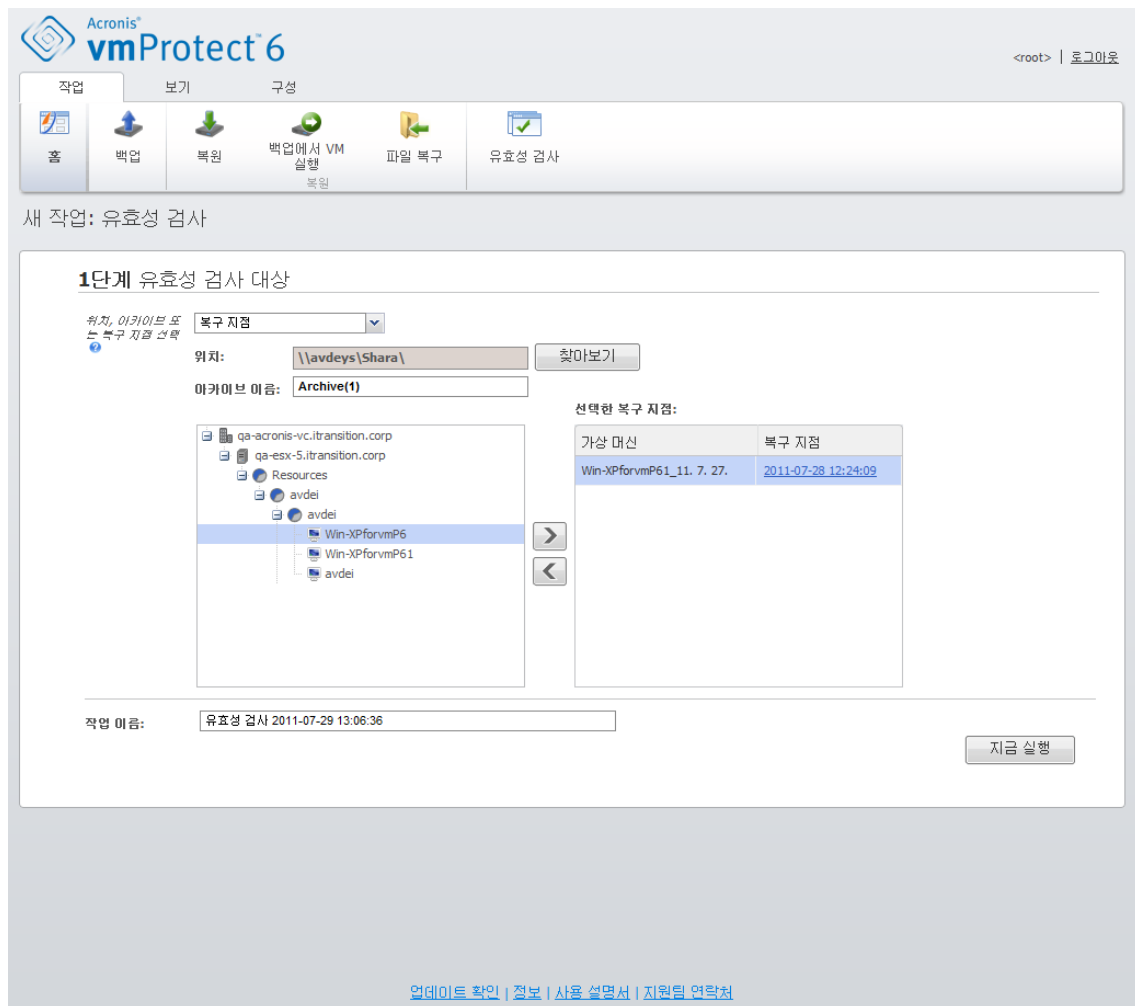 Acronis®
vmProtect™6
<root> | 로그아웃
작업 보기 구성
홈
백업
복원
백업에서 VM
실행
파일 복구
유효성 검사
복원
새 작업: 유효성 검사
1단계 유효성 검사 대상
위치, 아카이브 또
는 복구 지점 선택
복구 지점
위치: \\avdeys\Shara\ 찾아보기
아카이브 이름: Archive(1)
선택한 복구 지점:
qa-acronis-vc.itransition.corp
qa-esx-5.itransition.corp
Resources
avdei
avdei
Win-XPforvmP6
Win-XPforvmP61
avdei
가상 머신 복구 지점
Win-XPforvmP61_11. 7. 27. 2011-07-28 12:24:09
작업 이름: 유효성 검사 2011-07-29 13:06:36
지금 실행
업데이트 확인 | 정보 | 사용 설명서 | 지원팀 연락처